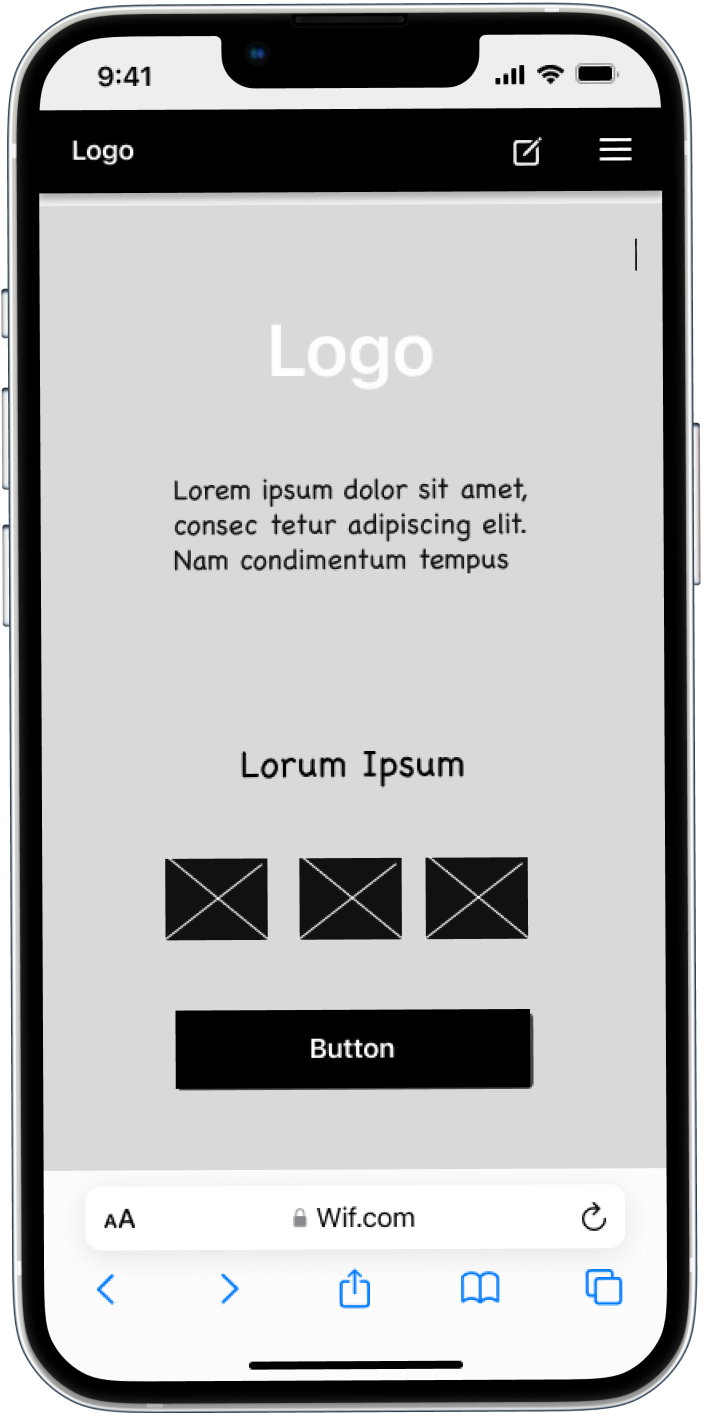 9:41
Logo
Logo
Lorem ipsum dolor sit amet,
consec tetur adipiscing elit.
Nam condimentum tempus
Lorum Ipsum
Button
AA
Wif.com